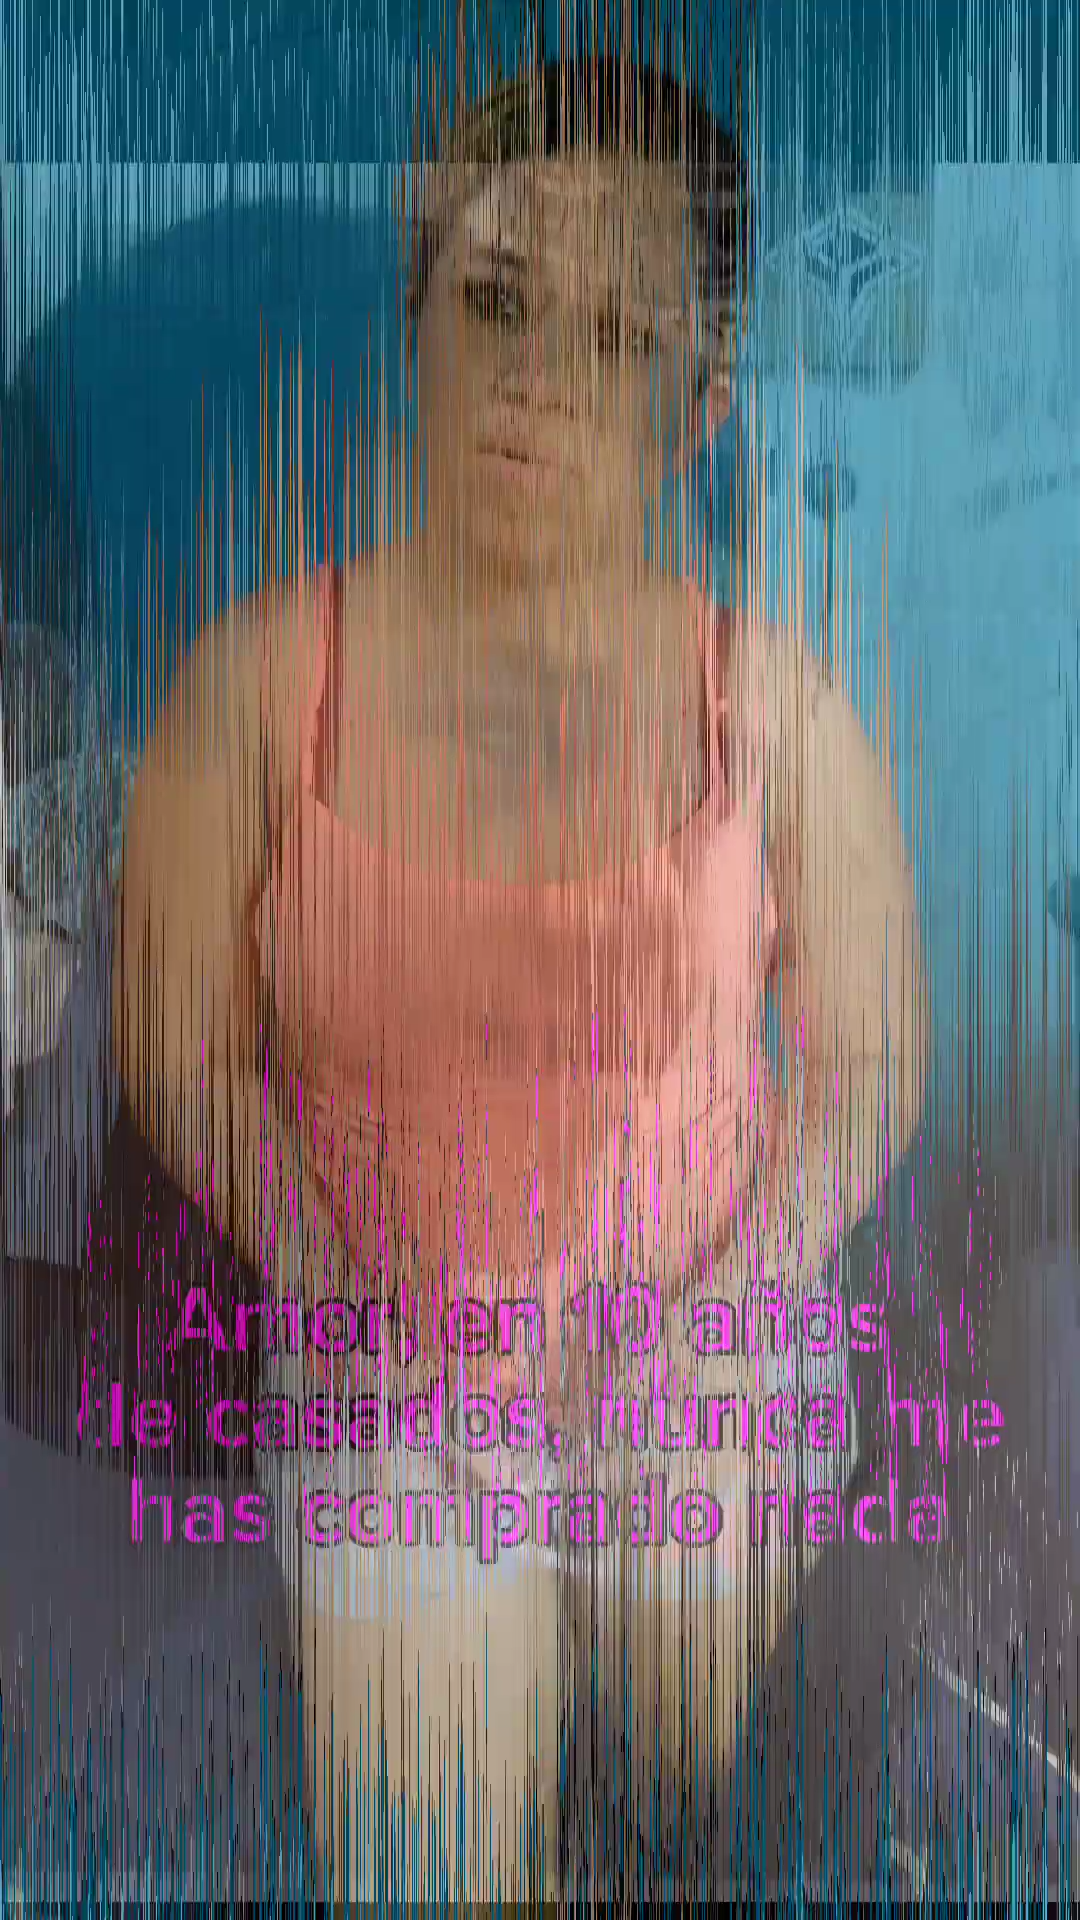 Amor, en 10 años
de casados, nunca me
has comprado nada